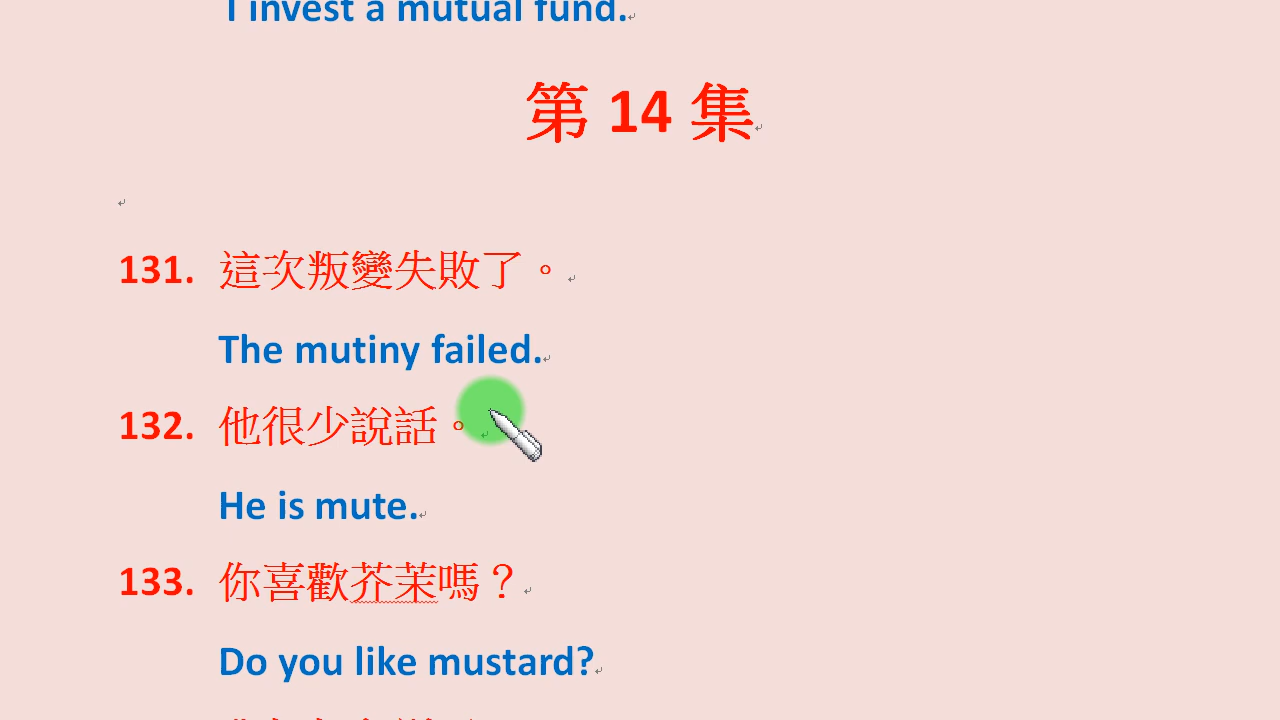 I invest a mutual fund.
第 14 集
131. 這次叛變失敗了。
The mutiny failed.
132. 他很少說話。
He is mute.
133. 你喜歡芥茉嗎？
Do you like mustard?